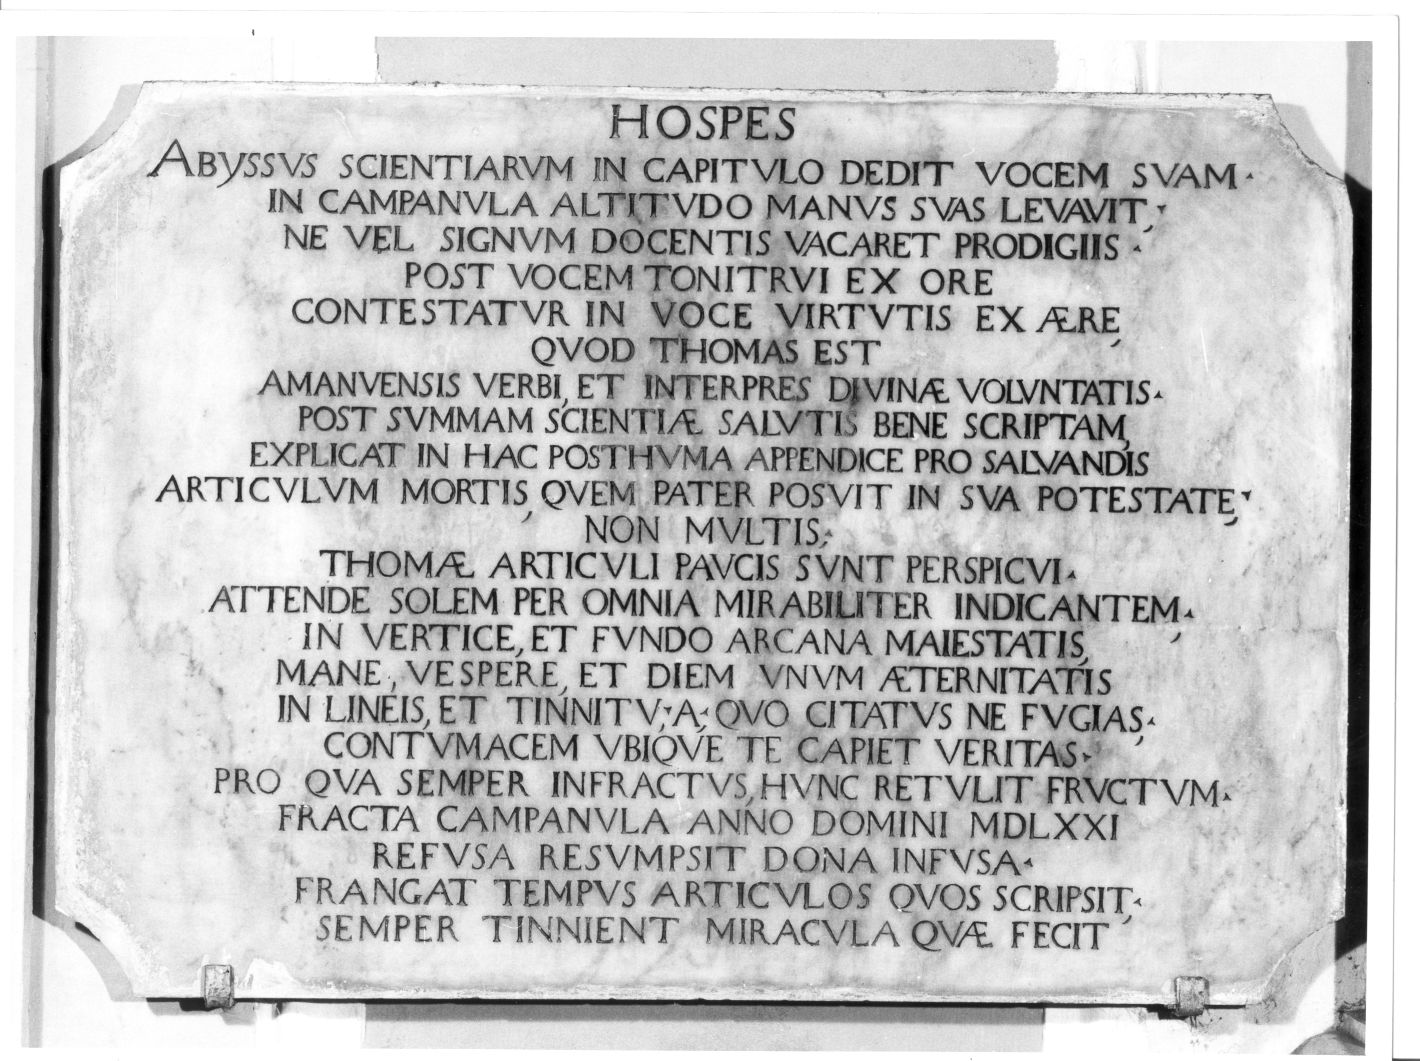 HOSPES
ABYSSVS SCIENTIARVM IN CAPITVLO DEDIT VOCEM SVAM·
IN CAMPANVLA ALTITVDO MANVS SVAS LEVAVIT,
NE VEL SIGNVM DOCENTIS VACARET PRODIGIIS·
POST VOCEM TONITRVI EX ORE
CONTESTATVR IN VOCE VIRTVTIS EX ÆRE,
QVOD THOMAS EST
AMANVENSIS VERBI, ET INTERPRES DIVINÆ VOLVNTATIS·
POST SVMMAM SCIENTIÆ SALVTIS BENE SCRIPTAM,
EXPLICAT IN HAC POSTHVMA APPENDICE PRO SALVANDIS
ARTICVLVM MORTIS, QVEM PATER POSVIT IN SVA POTESTATE;
NON MVLTIS;
THOMÆ ARTICVLI PAVCIS SVNT PERSPICVI·
ATTENDE SOLEM PER OMNIA MIRABILITER INDICANTEM,
IN VERTICE, ET FVNDO ARCANA MAIESTATIS,
MANE, VESPERE, ET DIEM VNVM ÆTERNITATIS
IN LINEIS, ET TINNITV; A QVO CITATVS NE FVGIAS,
CONTVMACEM VBIQVE TE CAPIET VERITAS·
PRO QVA SEMPER INFRACTVS, HVNC RETVLIT FRVCTVM·
FRACTA CAMPANVLA ANNO DOMINI MDLXXI
REFVSA RESVMPSIT DONA INFVSA·
FRANGAT TEMPVS ARTICVLOS QVOS SCRIPSIT,
SEMPER TINNIENT MIRACVLA QVÆ FECIT